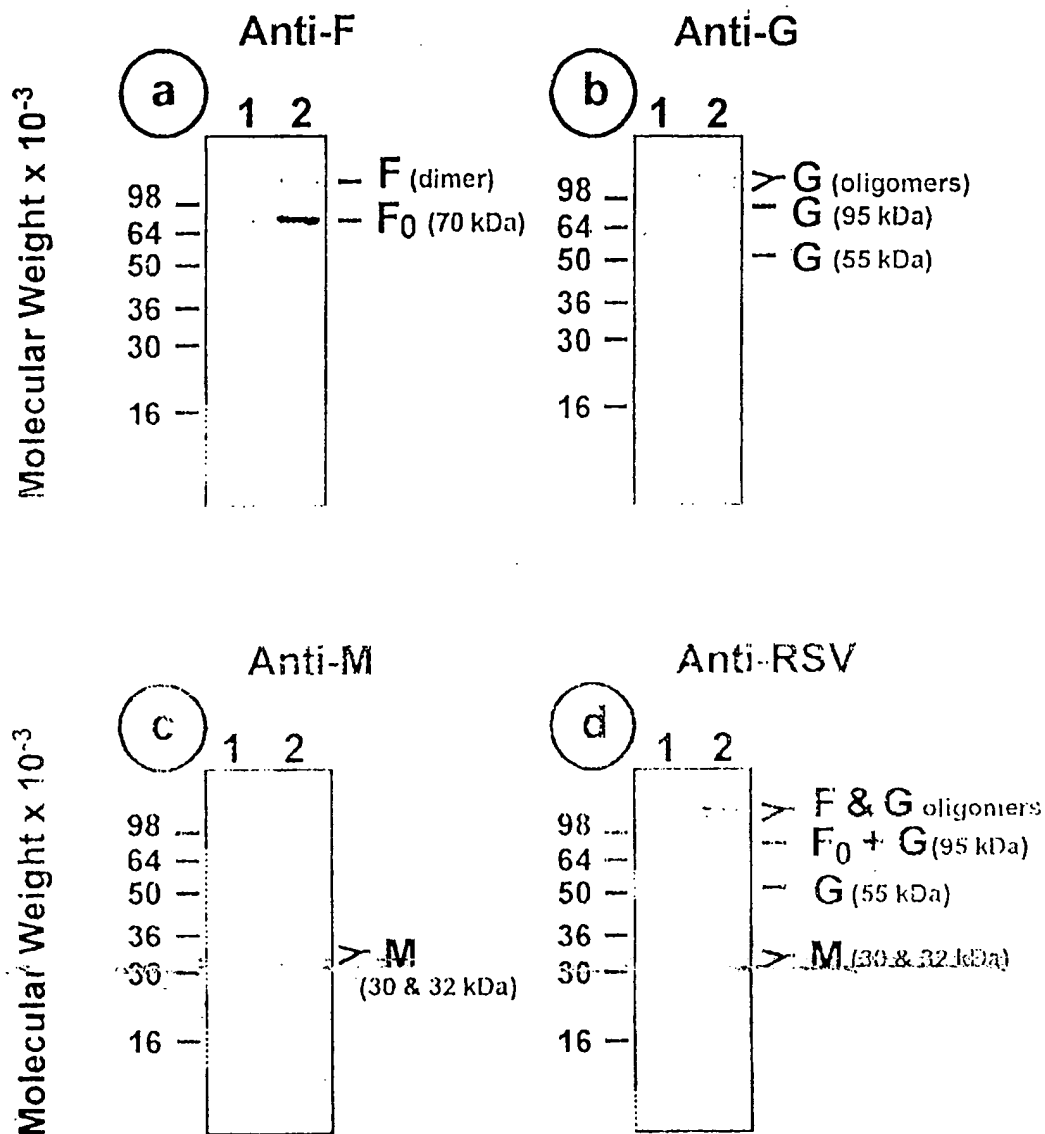 Anti-F
a
1 2
Molecular Weight x 10-3
98
64
50
36
30
16
F (dimer)
F0 (70 kDa)
Anti-G
b
1 2
98
64
50
36
30
16
G (oligomers)
G (95 kDa)
G (55 kDa)
Anti-M
c
1 2
Molecular Weight x 10-3
98
64
50
36
30
16
M
(30 & 32 kDa)
Anti-RSV
d
1 2
98
64
50
36
30
16
F & G oligomers
F0 + G (95 kDa)
G (55 kDa)
M (30 & 32 kDa)